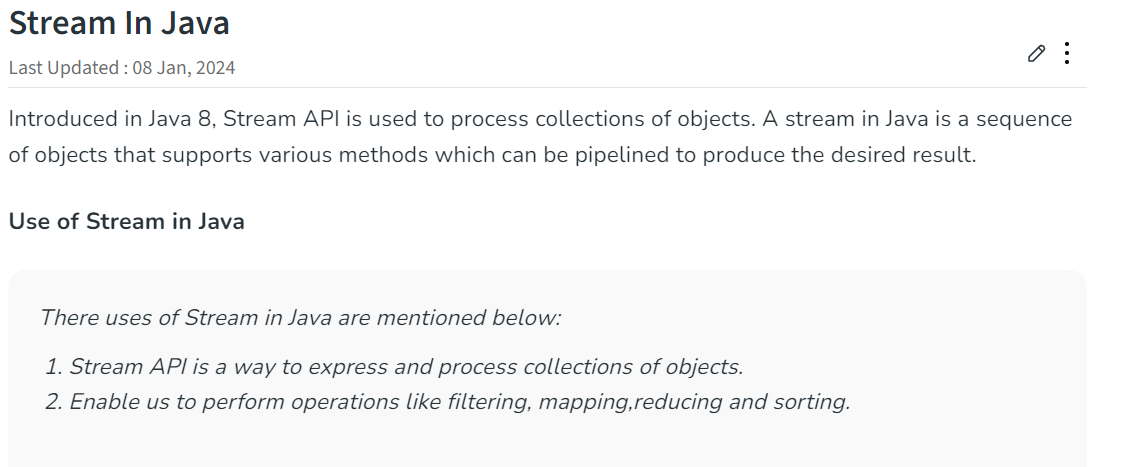 Stream In Java
Last Updated : 08 Jan, 2024
Introduced in Java 8, Stream API is used to process collections of objects. A stream in Java is a sequence
of objects that supports various methods which can be pipelined to produce the desired result.
Use of Stream in Java
There uses of Stream in Java are mentioned below:
1. Stream API is a way to express and process collections of objects.
2. Enable us to perform operations like filtering, mapping,reducing and sorting.